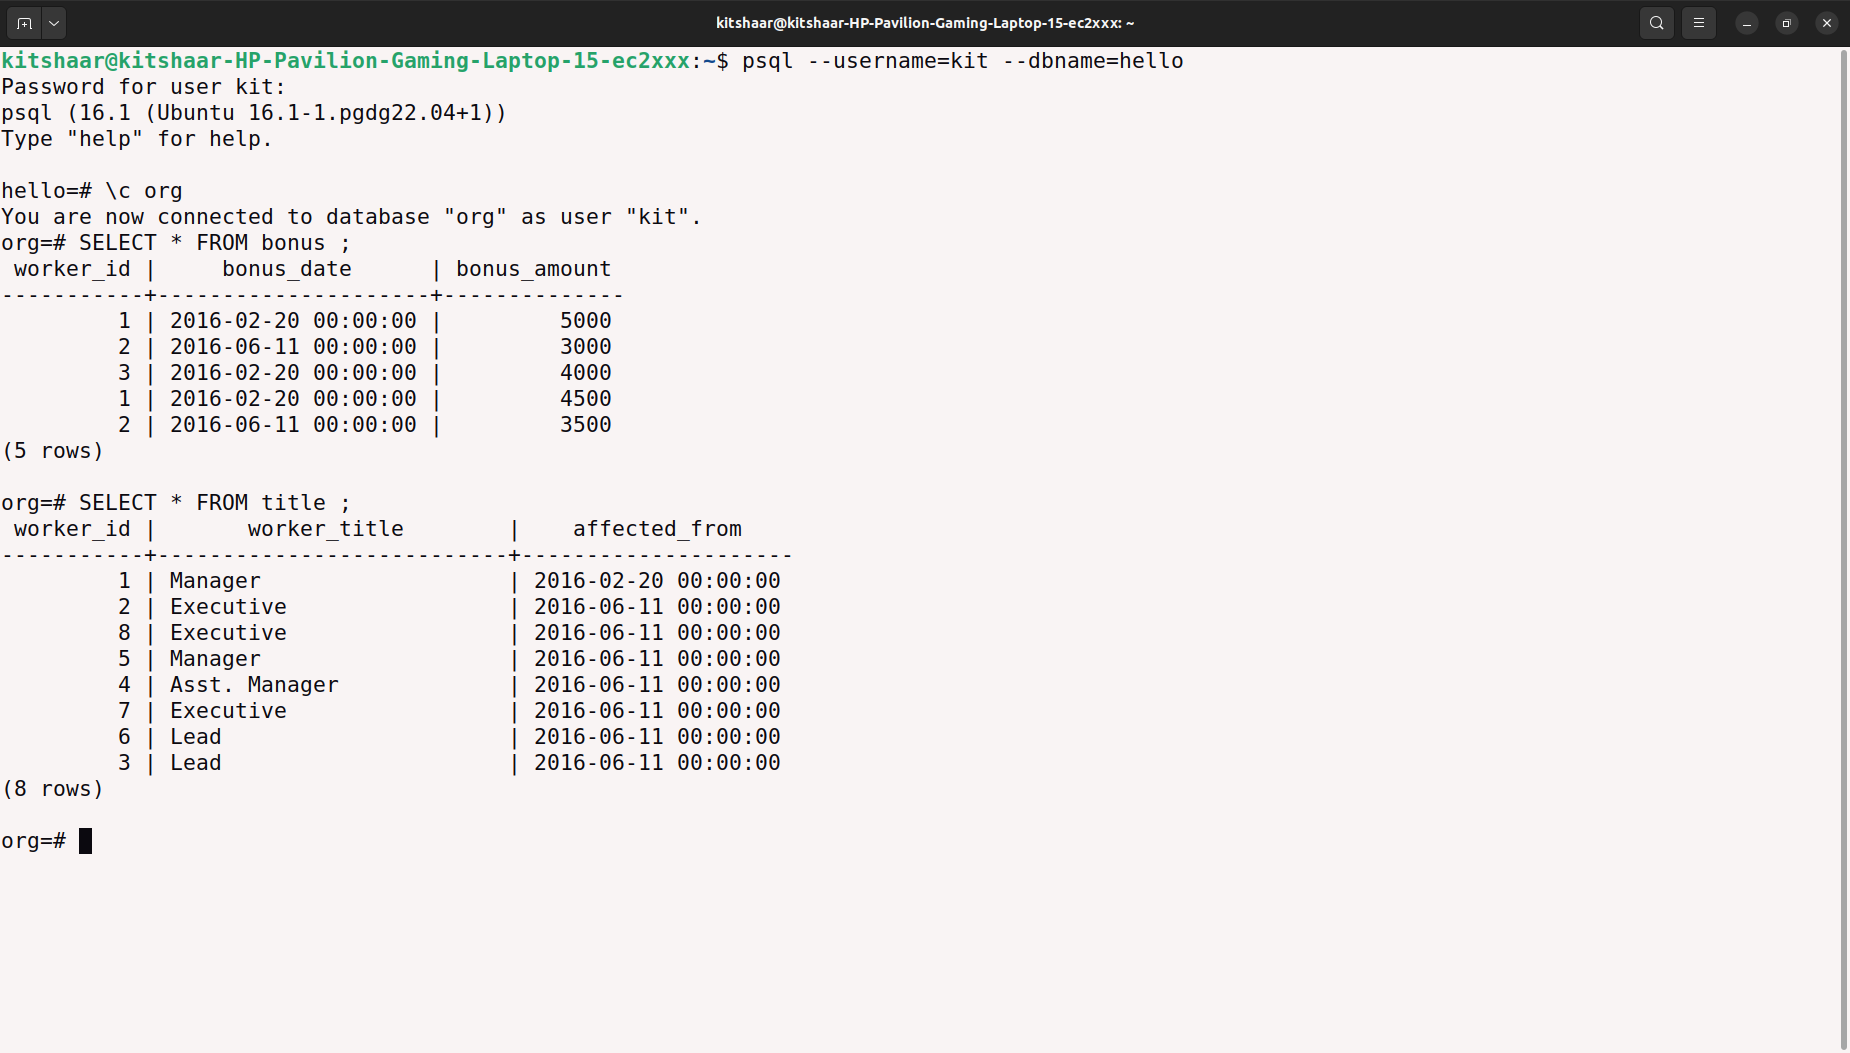 kitshaar@kitshaar-HP-Pavilion-Gaming-Laptop-15-ec2xxx: ~
kitshaar@kitshaar-HP-Pavilion-Gaming-Laptop-15-ec2xxx:~$ psql --username=kit --dbname=hello
Password for user kit:
psql (16.1 (Ubuntu 16.1-1.pgdg22.04+1))
Type "help" for help.

hello=# \c org
You are now connected to database "org" as user "kit".
org=# SELECT * FROM bonus ;
 worker_id |     bonus_date      | bonus_amount
-----------+---------------------+--------------
         1 | 2016-02-20 00:00:00 |         5000
         2 | 2016-06-11 00:00:00 |         3000
         3 | 2016-02-20 00:00:00 |         4000
         1 | 2016-02-20 00:00:00 |         4500
         2 | 2016-06-11 00:00:00 |         3500
(5 rows)

org=# SELECT * FROM title ;
 worker_id |       worker_title        |    affected_from
-----------+---------------------------+---------------------
         1 | Manager                   | 2016-02-20 00:00:00
         2 | Executive                 | 2016-06-11 00:00:00
         8 | Executive                 | 2016-06-11 00:00:00
         5 | Manager                   | 2016-06-11 00:00:00
         4 | Asst. Manager             | 2016-06-11 00:00:00
         7 | Executive                 | 2016-06-11 00:00:00
         6 | Lead                      | 2016-06-11 00:00:00
         3 | Lead                      | 2016-06-11 00:00:00
(8 rows)

org=#